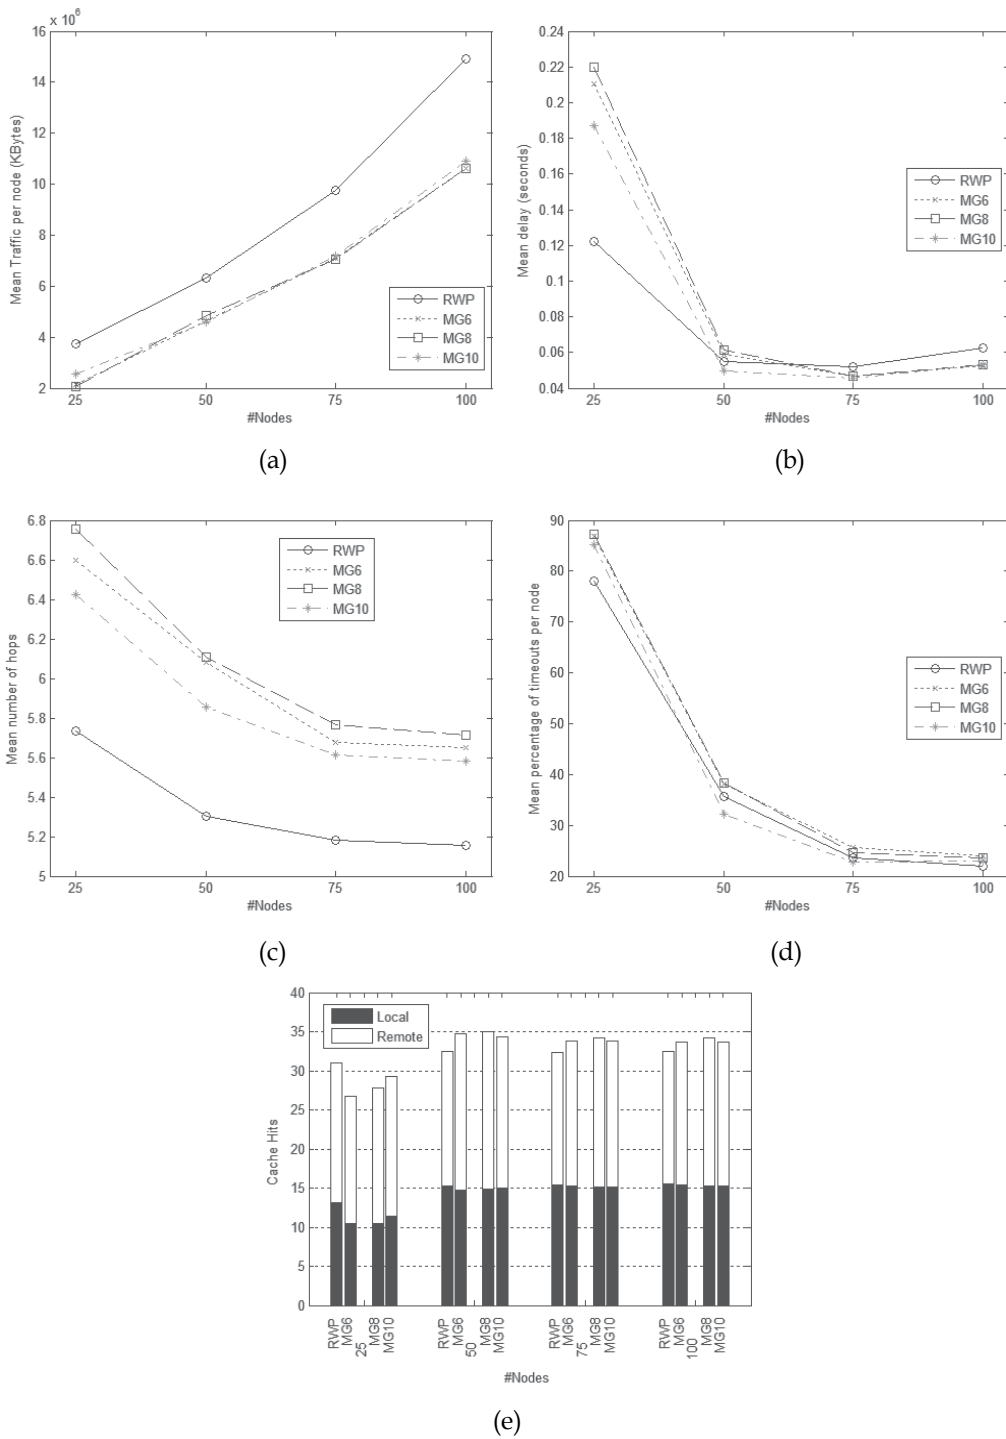 x 10⁶
16
14
12
10
8
6
4
2
Mean Traffic per node (KBytes)
RWP
MG6
MG8
MG10
25 50 75 100
#Nodes
(a)
0.24
0.22
0.2
0.18
0.16
0.14
0.12
0.1
0.08
0.06
0.04
Mean delay (seconds)
RWP
MG6
MG8
MG10
25 50 75 100
#Nodes
(b)
6.8
6.6
6.4
6.2
6
5.8
5.6
5.4
5.2
5
Mean number of hops
RWP
MG6
MG8
MG10
25 50 75 100
#Nodes
(c)
90
80
70
60
50
40
30
20
Mean percentage of timeouts per node
RWP
MG6
MG8
MG10
25 50 75 100
#Nodes
(d)
40
35
30
25
20
15
10
5
0
Cache Hits
Local
Remote
RWP MG6 25 MG8 MG10
RWP MG6 50 MG8 MG10
RWP MG6 75 MG8 MG10
RWP MG6 100 MG8 MG10
#Nodes
(e)